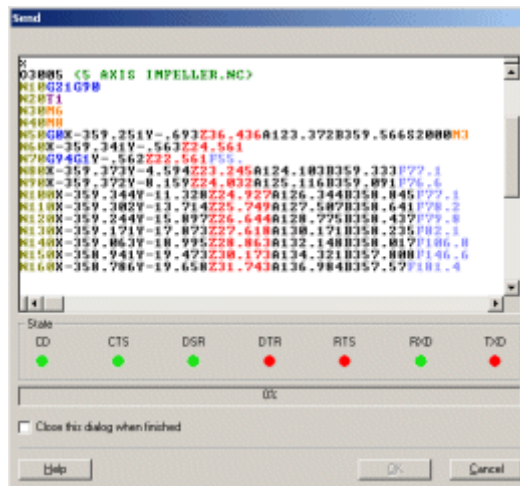 Send
%
O3005 (5 AXIS IMPELLER.NC)
N10G21G90
N20T1
N30M6
N40M8
N50G0X-359.251Y-.693Z36.436A123.372B359.566S2000M3
N60X-359.341Y-.563Z24.561
N70G94G1Y-.562Z22.561F55.
N80X-359.373Y-4.594Z23.245A124.103B359.333F77.1
N90X-359.372Y-8.159Z24.032A125.116B359.091F76.6
N100X-359.344Y-11.328Z24.927A126.344B358.845F77.1
N110X-359.302Y-13.714Z25.749A127.507B358.641F78.2
N120X-359.244Y-15.897Z26.644A128.775B358.437F79.8
N130X-359.171Y-17.873Z27.618A130.171B358.235F82.1
N140X-359.063Y-18.995Z28.863A132.148B358.017F106.8
N150X-358.941Y-19.473Z30.173A134.321B357.808F146.6
N160X-358.786Y-19.658Z31.743A136.984B357.57F181.4
State
CD CTS DSR DTR RTS RXD TXD
0%
Close this dialog when finished
Help OK Cancel